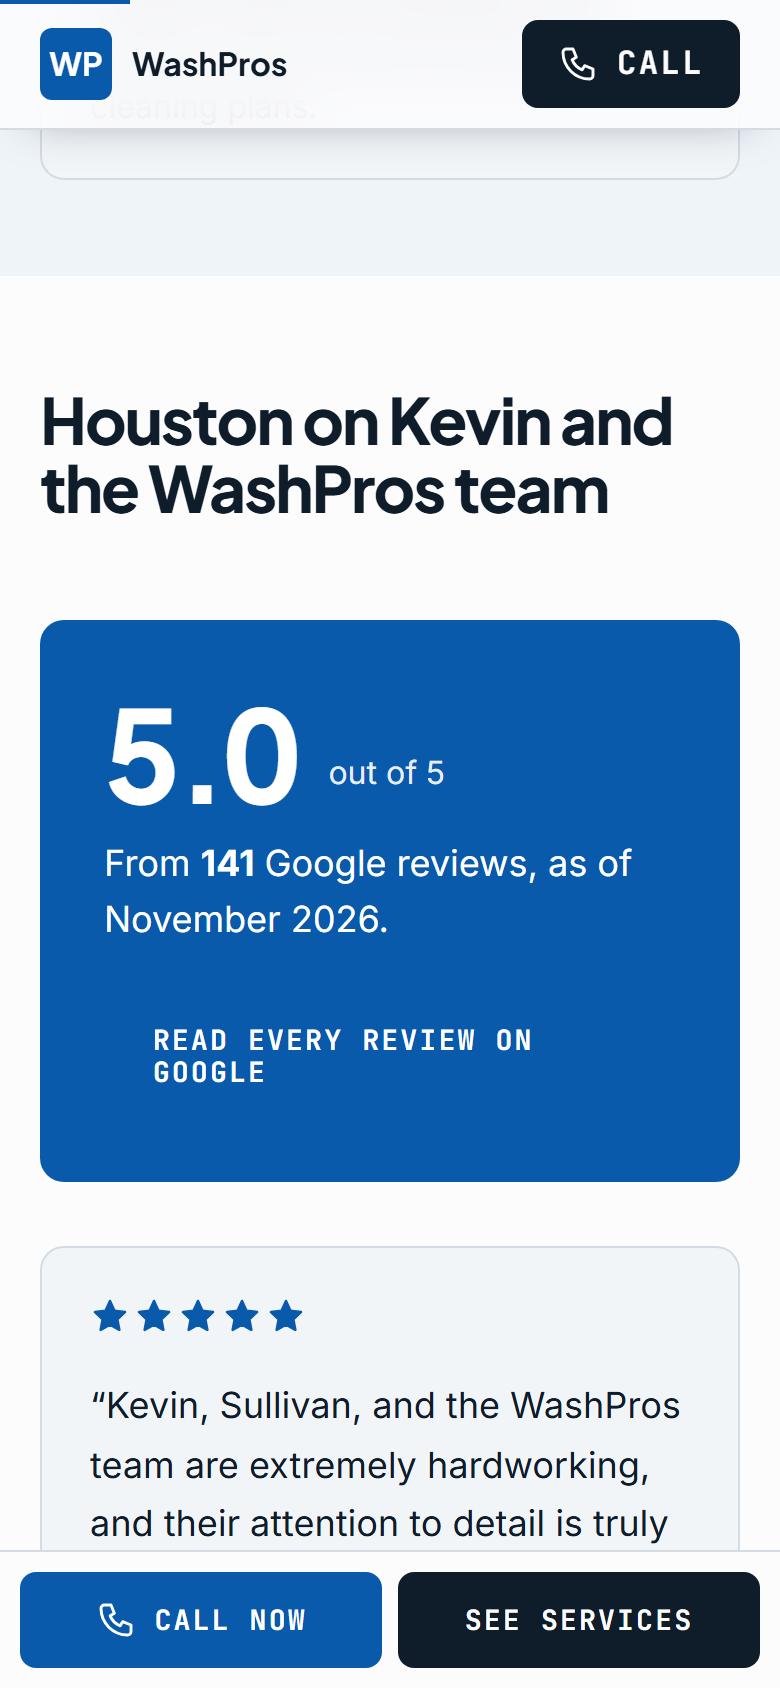 WP WashPros
CALL
cleaning plans.
Houston on Kevin and
the WashPros team
5.0 out of 5
From 141 Google reviews, as of
November 2026.
READ EVERY REVIEW ON
GOOGLE
“Kevin, Sullivan, and the WashPros
team are extremely hardworking,
and their attention to detail is truly
CALL NOW
SEE SERVICES